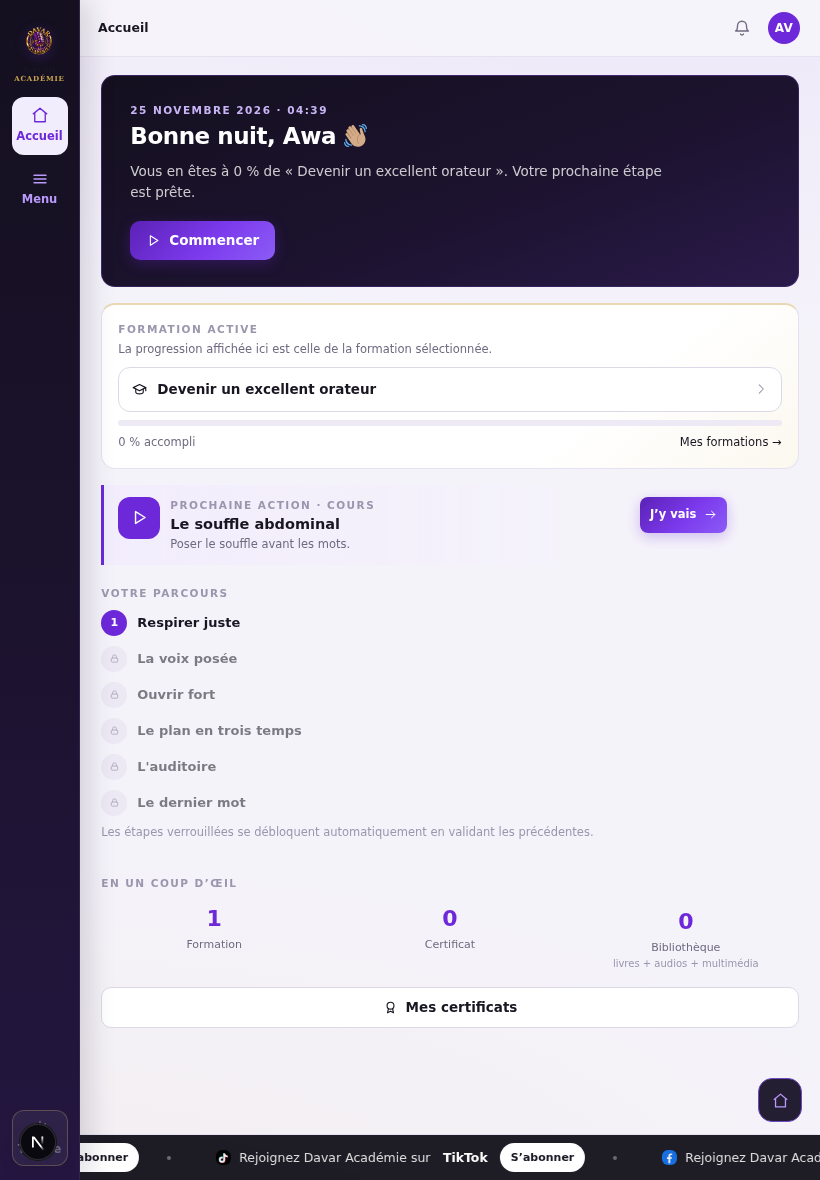 ACADÉMIE
Accueil
Menu
Accueil
AV
25 NOVEMBRE 2026 · 04:39
Bonne nuit, Awa 👋🏽
Vous en êtes à 0 % de « Devenir un excellent orateur ». Votre prochaine étape
est prête.
Commencer
FORMATION ACTIVE
La progression affichée ici est celle de la formation sélectionnée.
Devenir un excellent orateur
0 % accompli
Mes formations →
PROCHAINE ACTION · COURS
Le souffle abdominal
Poser le souffle avant les mots.
J’y vais →
VOTRE PARCOURS
1 Respirer juste
La voix posée
Ouvrir fort
Le plan en trois temps
L'auditoire
Le dernier mot
Les étapes verrouillées se débloquent automatiquement en validant les précédentes.
EN UN COUP D’ŒIL
1
Formation
0
Certificat
0
Bibliothèque
livres + audios + multimédia
Mes certificats
N
abonner • Rejoignez Davar Académie sur TikTok S’abonner • Rejoignez Davar Acad